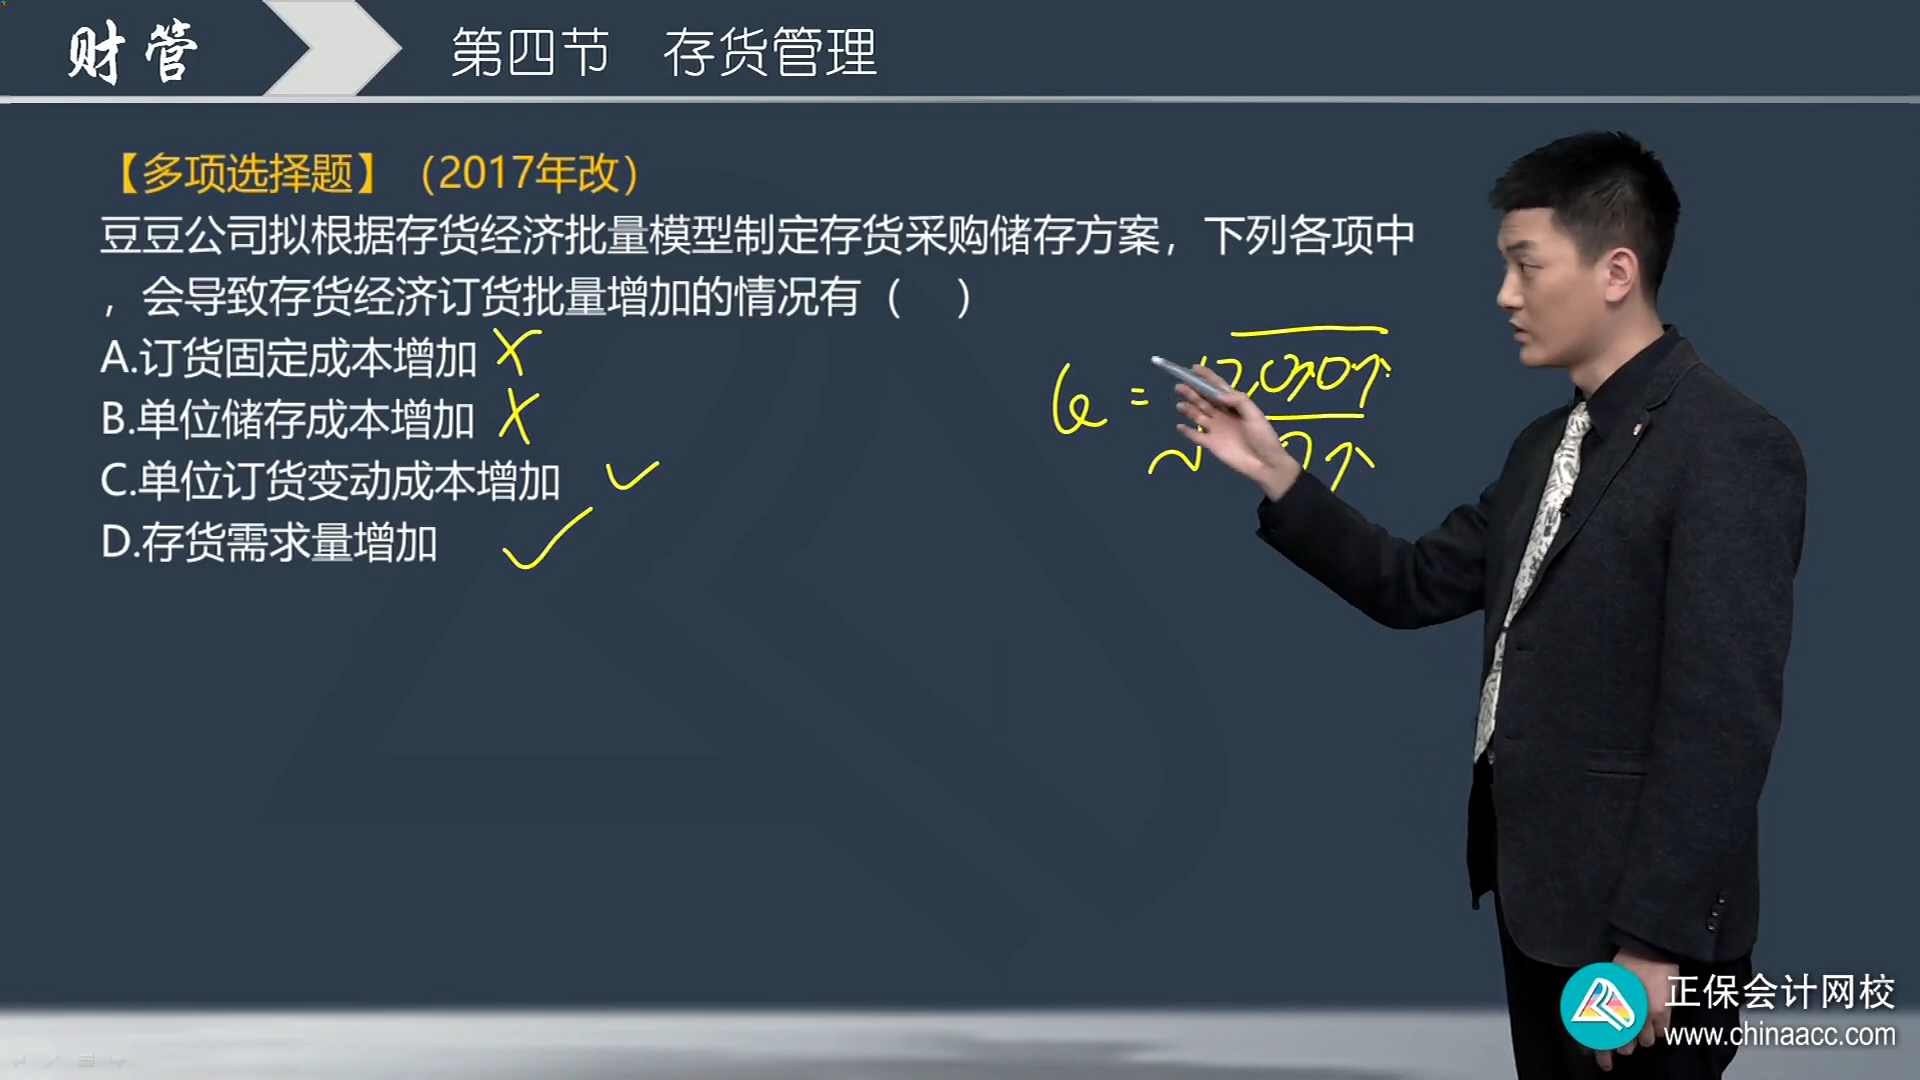 财管
第四节 存货管理
【多项选择题】（2017年改）
豆豆公司拟根据存货经济批量模型制定存货采购储存方案，下列各项中
，会导致存货经济订货批量增加的情况有（ ）
A.订货固定成本增加
B.单位储存成本增加
C.单位订货变动成本增加
D.存货需求量增加
正保会计网校
www.chinaacc.com